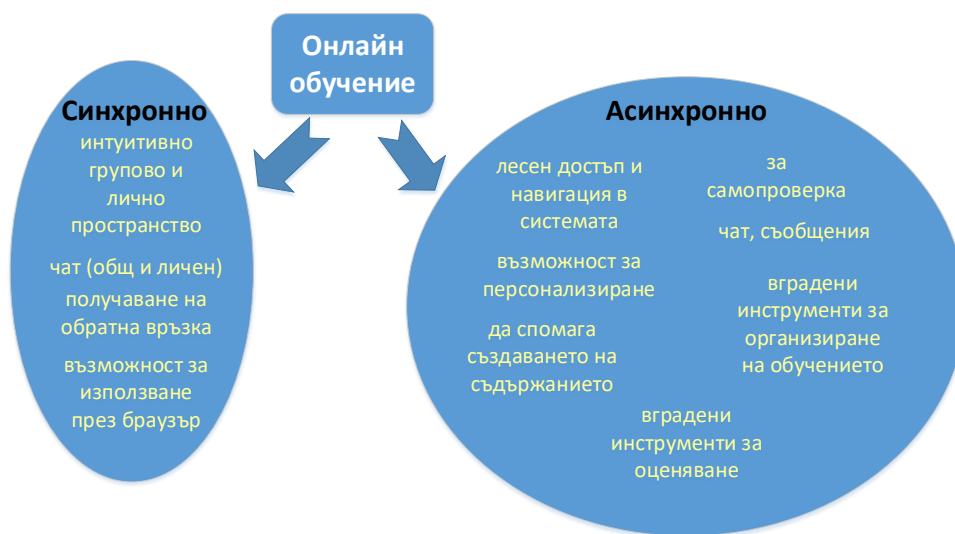 Онлайн
обучение
Синхронно
интуитивно
групово и
лично
пространство
чат (общ и личен)
получаване на
обратна връзка
възможност за
използване
през браузър
Асинхронно
лесен достъп и
навигация в
системата
възможност за
персонализиране
да спомага
създаването на
съдържанието
за
самопроверка
чат, съобщения
вградени
инструменти за
организиране
на обучението
вградени
инструменти за
оценяване